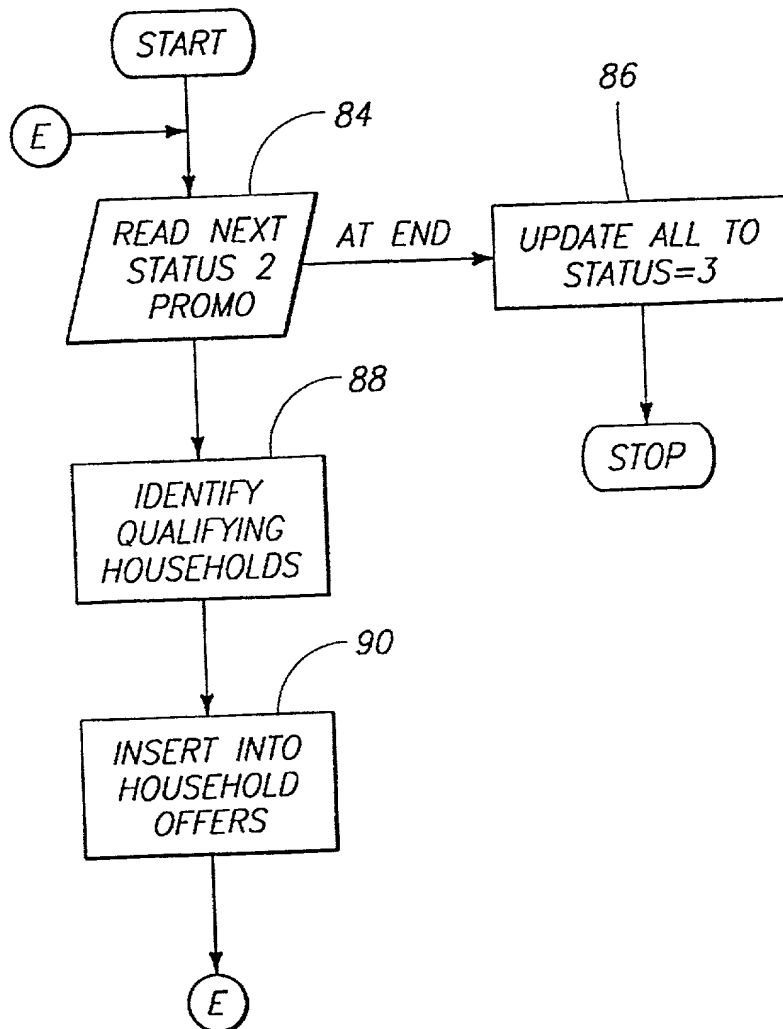 START
E
84
READ NEXT
STATUS 2
PROMO
AT END
86
UPDATE ALL TO
STATUS=3
STOP
88
IDENTIFY
QUALIFYING
HOUSEHOLDS
90
INSERT INTO
HOUSEHOLD
OFFERS
E